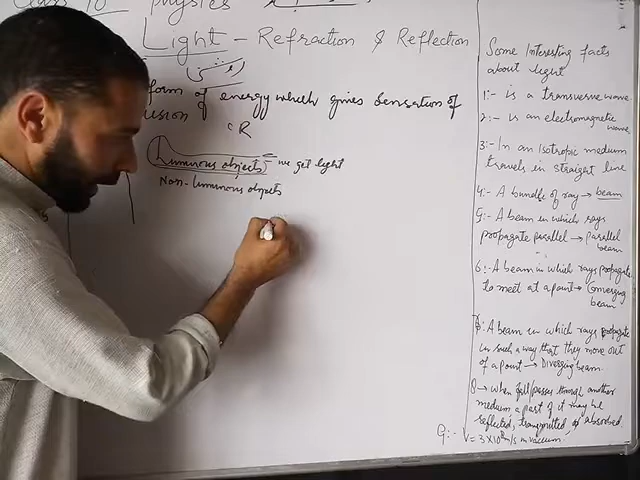 Class 10 physics
Light - Refraction & Reflection
روشنی
form of energy which gives sensation of
OR
Luminous objects = we get light
Non-luminous objects
Some Interesting facts
about light
1:- is a transverse wave
2:- is an electromagnetic
wave
3:- In an Isotropic medium
travels in straight line
4:- A bundle of ray → beam
5:- A beam in which rays
propagate parallel → parallel
beam
6:- A beam in which rays propagate
to meet at a point → Converging
beam
A beam in which rays propagate
in such a way that they move out
of a point → Diverging beam
8 → when fall/passes through another
medium a part of it may be
reflected, transmitted, or absorbed
9:- V = 3×10⁸ m/s in vacuum